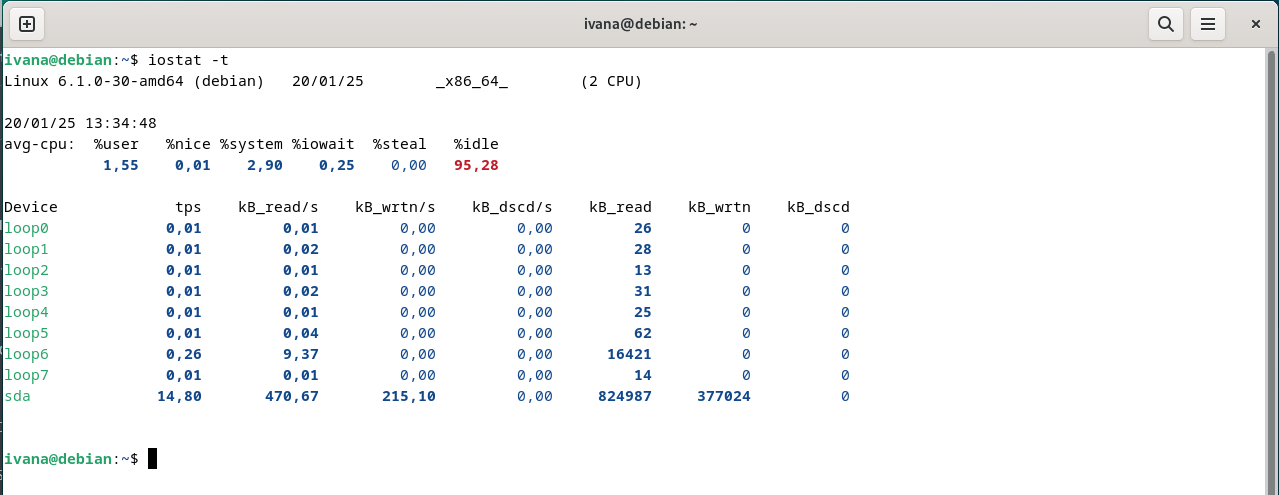 ivana@debian: ~
ivana@debian:~$ iostat -t
Linux 6.1.0-30-amd64 (debian)   20/01/25        _x86_64_        (2 CPU)
20/01/25 13:34:48
avg-cpu:  %user   %nice %system %iowait  %steal   %idle
           1,55    0,01    2,90    0,25    0,00   95,28
Device             tps    kB_read/s    kB_wrtn/s    kB_dscd/s    kB_read    kB_wrtn    kB_dscd
loop0             0,01         0,01         0,00         0,00         26          0          0
loop1             0,01         0,02         0,00         0,00         28          0          0
loop2             0,01         0,01         0,00         0,00         13          0          0
loop3             0,01         0,02         0,00         0,00         31          0          0
loop4             0,01         0,01         0,00         0,00         25          0          0
loop5             0,01         0,04         0,00         0,00         62          0          0
loop6             0,26         9,37         0,00         0,00      16421          0          0
loop7             0,01         0,01         0,00         0,00         14          0          0
sda              14,80       470,67       215,10         0,00     824987     377024          0
ivana@debian:~$